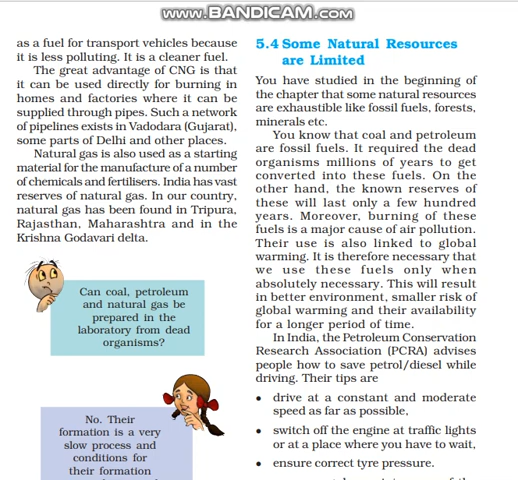 www.BANDICAM.com
as a fuel for transport vehicles because
it is less polluting. It is a cleaner fuel.
The great advantage of CNG is that
it can be used directly for burning in
homes and factories where it can be
supplied through pipes. Such a network
of pipelines exists in Vadodara (Gujarat),
some parts of Delhi and other places.
Natural gas is also used as a starting
material for the manufacture of a number
of chemicals and fertilisers. India has vast
reserves of natural gas. In our country,
natural gas has been found in Tripura,
Rajasthan, Maharashtra and in the
Krishna Godavari delta.
Can coal, petroleum
and natural gas be
prepared in the
laboratory from dead
organisms?
No. Their
formation is a very
slow process and
conditions for
their formation
5.4 Some Natural Resources
are Limited
You have studied in the beginning of
the chapter that some natural resources
are exhaustible like fossil fuels, forests,
minerals etc.
You know that coal and petroleum
are fossil fuels. It required the dead
organisms millions of years to get
converted into these fuels. On the
other hand, the known reserves of
these will last only a few hundred
years. Moreover, burning of these
fuels is a major cause of air pollution.
Their use is also linked to global
warming. It is therefore necessary that
we use these fuels only when
absolutely necessary. This will result
in better environment, smaller risk of
global warming and their availability
for a longer period of time.
In India, the Petroleum Conservation
Research Association (PCRA) advises
people how to save petrol/diesel while
driving. Their tips are
• drive at a constant and moderate
speed as far as possible,
• switch off the engine at traffic lights
or at a place where you have to wait,
• ensure correct tyre pressure.